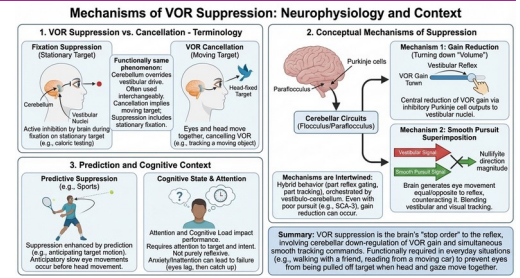 Mechanisms of VOR Suppression: Neurophysiology and Context
1. VOR Suppression vs. Cancellation - Terminology
Fixation Suppression
(Stationary Target)
Cerebellum
Vestibular
Nuclei
Active inhibition by brain during
fixation on stationary target
(e.g., caloric testing)
Functionally same
phenomenon:
Cerebellum overrides
vestibular drive.
Often used
interchangeably.
Cancellation implies
moving target;
Suppression includes
stationary fixation.
VOR Cancellation
(Moving Target)
Head-fixed
Target
Eyes and head move
together, cancelling VOR
(e.g., tracking a moving object)
2. Conceptual Mechanisms of Suppression
Purkinje cells
Paraflocculus
Cerebellar Circuits
(Flocculus/Paraflocculus)
Mechanisms are Intertwined:
Hybrid behavior (part reflex gating,
part tracking), orchestrated by
vestibulo-cerebellum. Even with
poor pursuit (e.g., SCA-3), gain
reduction can occur.
Mechanism 1: Gain Reduction
(Turning down "Volume")
Vestibular Reflex
VOR Gain
Town
Central reduction of VOR gain via
inhibitory Purkinje cell outputs to
vestibular nuclei.
Mechanism 2: Smooth Pursuit
Superimposition
Vestibular Signal
Smooth Pursuit Signal
direction
magnitude
Brain generates eye movement
equal/opposite to reflex,
counteracting it. Blending
vestibular and visual tracking.
3. Prediction and Cognitive Context
Predictive Suppression
(e.g., Sports)
Suppression enhanced by prediction
(e.g., anticipating target motion).
Anticipatory slow eye movements
occur before head movement.
Cognitive State & Attention
Attention and Cognitive Load impact
performance.
Requires attention to target and intent.
Not purely reflexive.
Anxiety/Inattention can lead to failure
(eyes lag, then catch up)
Summary: VOR suppression is the brain's "stop order" to the reflex,
involving cerebellar down-regulation of VOR gain and simultaneous
smooth tracking commands. Functionally required in everyday situations
(e.g., walking with a friend, reading from a moving car) to prevent eyes
from being pulled off target when head and gaze move together.